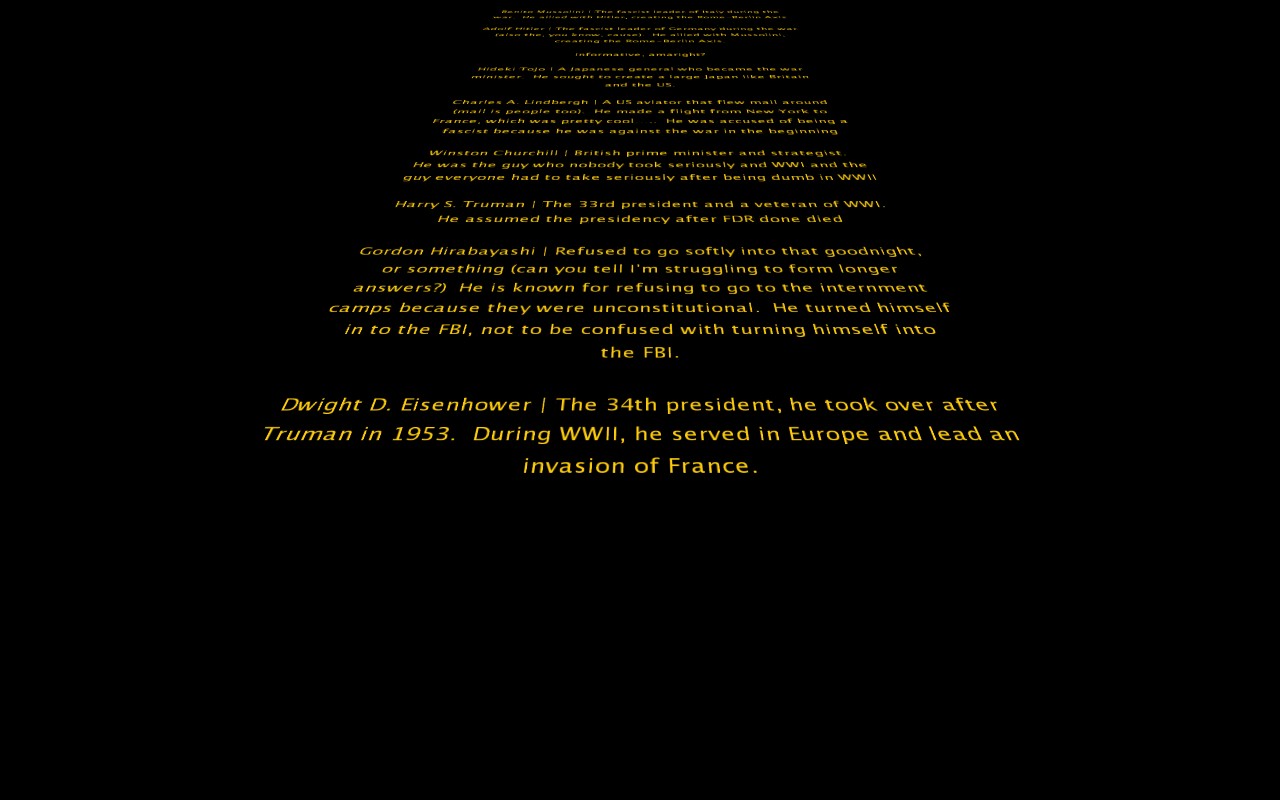 Benito Mussolini | The fascist leader of Italy during the
war.  He allied with Hitler, creating the Rome-Berlin Axis
Adolf Hitler | The fascist leader of Germany during the war
(also the, you know, cause).  He allied with Mussolini,
creating the Rome-Berlin Axis.
Informative, amaright?
Hideki Tojo | A Japanese general who became the war
minister.  He sought to create a large Japan like Britain
and the US.
Charles A. Lindbergh | A US aviator that flew mail around
(mail is people too).  He made a flight from New York to
France, which was pretty cool. . ..  He was accused of being a
fascist because he was against the war in the beginning
Winston Churchill | British prime minister and strategist.
He was the guy who nobody took seriously and WWI and the
guy everyone had to take seriously after being dumb in WWII
Harry S. Truman | The 33rd president and a veteran of WWI.
He assumed the presidency after FDR done died
Gordon Hirabayashi | Refused to go softly into that goodnight,
or something (can you tell I'm struggling to form longer
answers?)  He is known for refusing to go to the internment
camps because they were unconstitutional.  He turned himself
in to the FBI, not to be confused with turning himself into
the FBI.
Dwight D. Eisenhower | The 34th president, he took over after
Truman in 1953.  During WWII, he served in Europe and lead an
invasion of France.